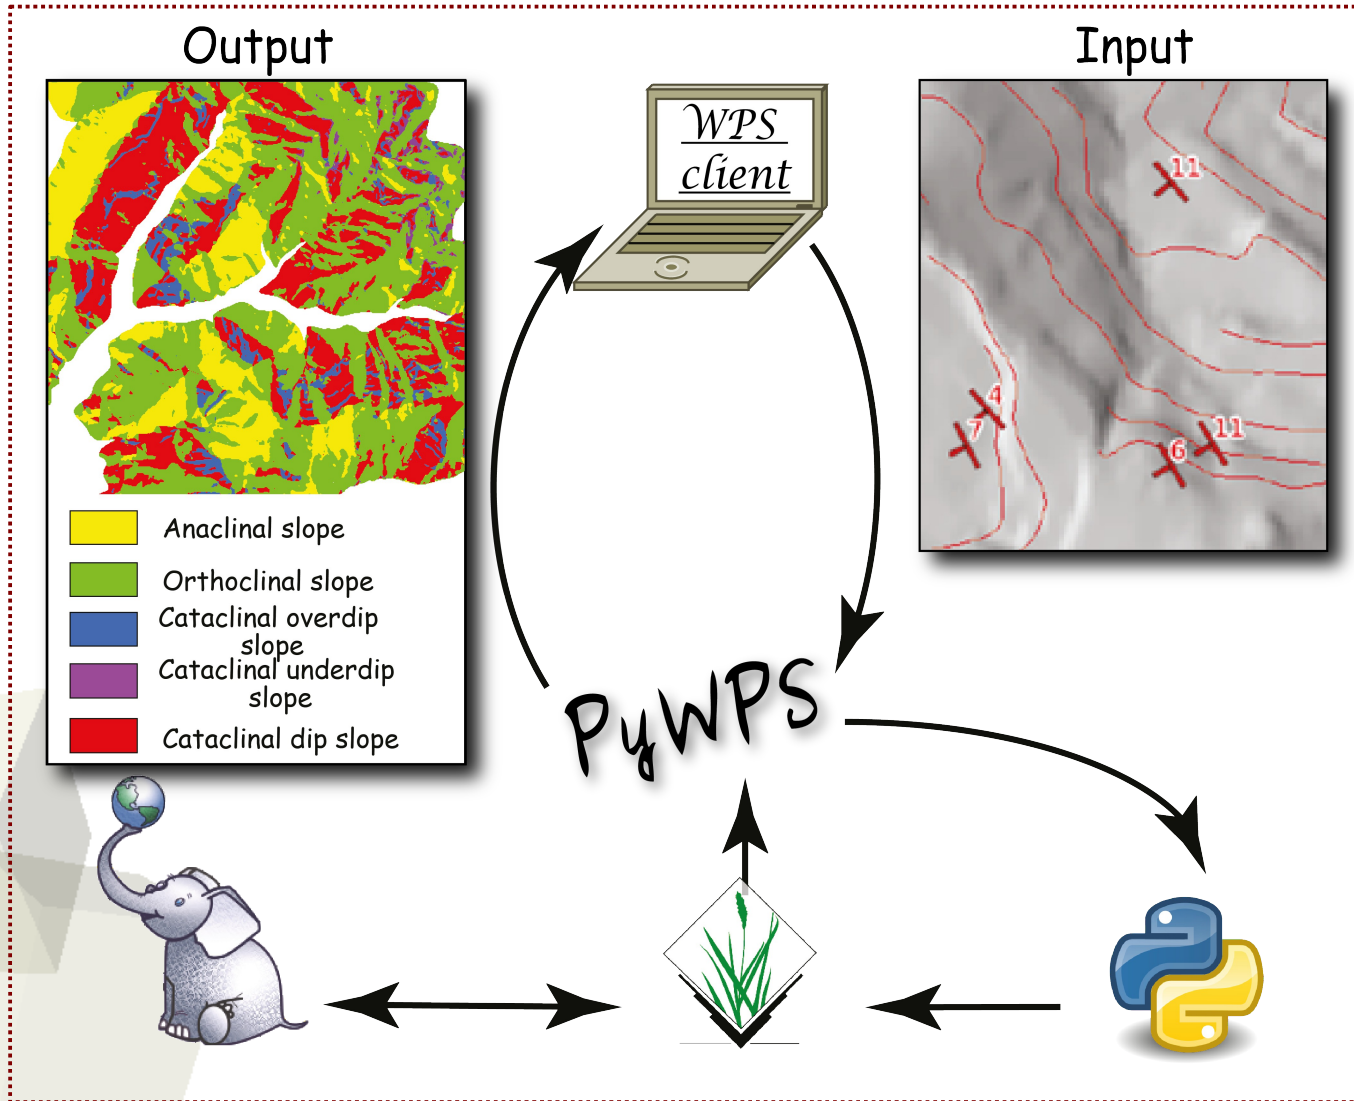 Output
Input
WPS
client
11
4
7
11
6
Anaclinal slope
Orthoclinal slope
Cataclinal overdip
slope
Cataclinal underdip
slope
Cataclinal dip slope
PyWPS